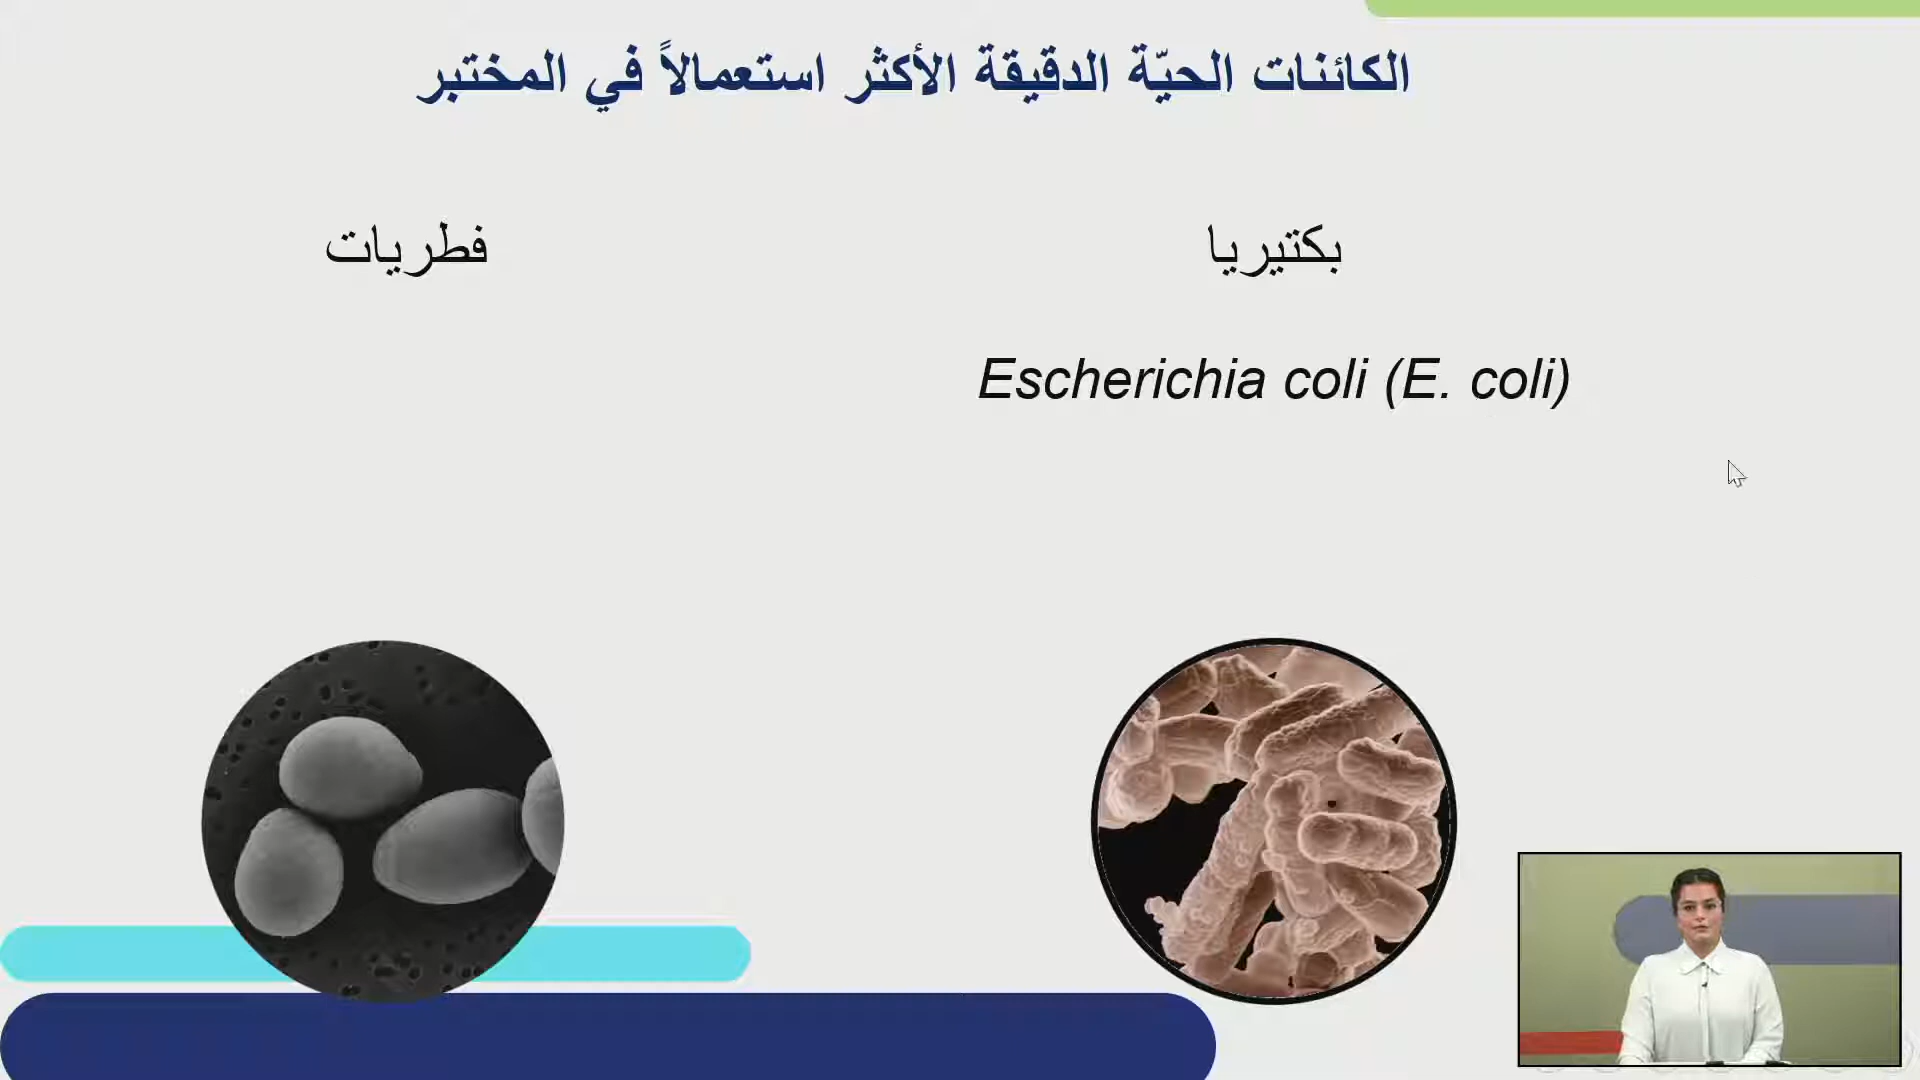 الكائنات الحيّة الدقيقة الأكثر استعمالاً في المختبر
بكتيريا
فطريات
Escherichia coli (E. coli)